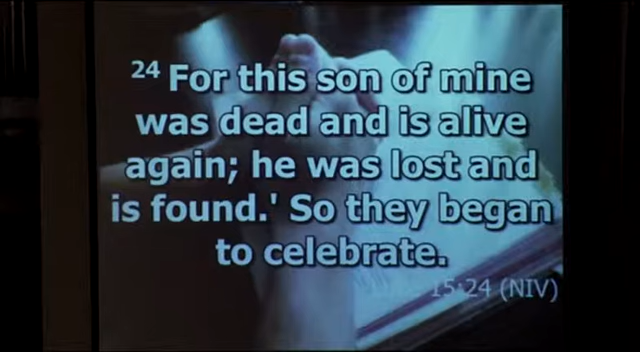 24 For this son of mine
was dead and is alive
again; he was lost and
is found.' So they began
to celebrate.
15:24 (NIV)